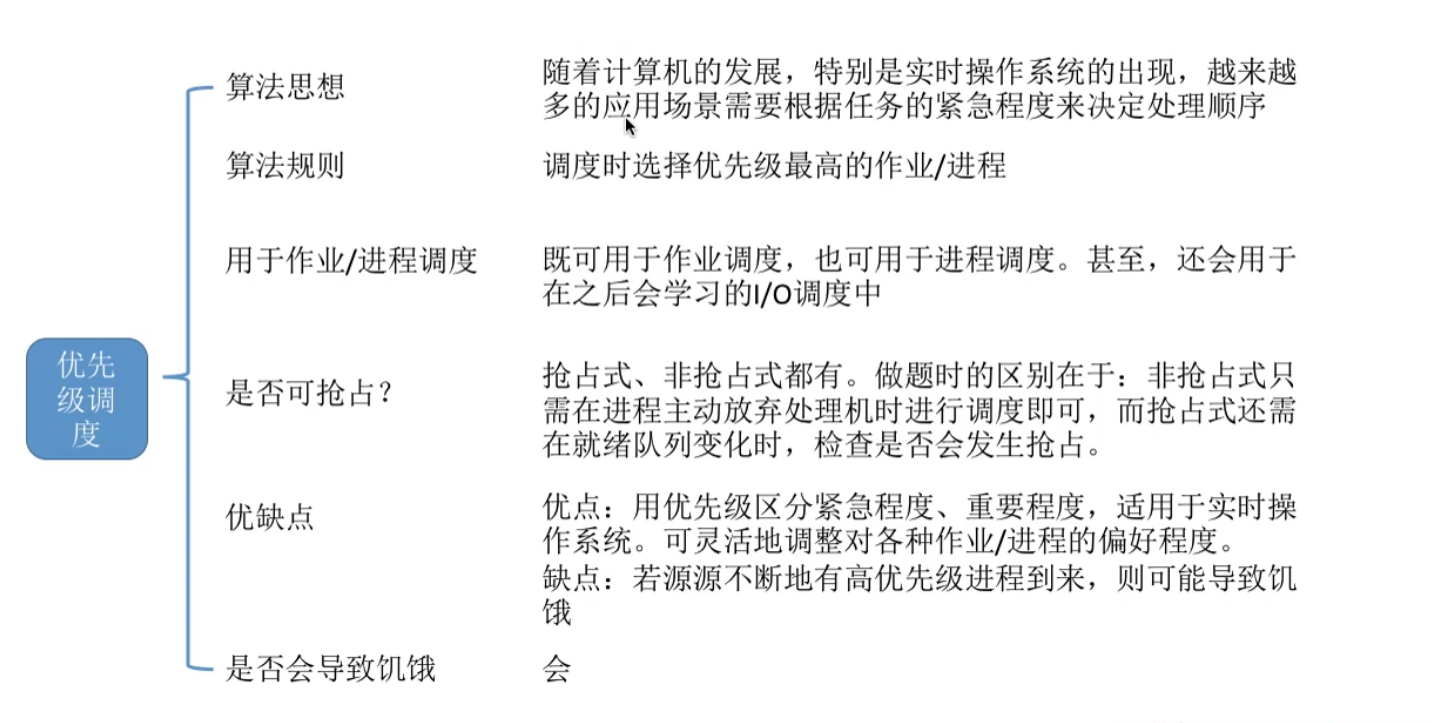 算法思想
随着计算机的发展，特别是实时操作系统的出现，越来越
多的应用场景需要根据任务的紧急程度来决定处理顺序
算法规则
调度时选择优先级最高的作业/进程
用于作业/进程调度
既可用于作业调度，也可用于进程调度。甚至，还会用于
在之后会学习的I/O调度中
优先
级调
度
是否可抢占？
抢占式、非抢占式都有。做题时的区别在于：非抢占式只
需在进程主动放弃处理机时进行调度即可，而抢占式还需
在就绪队列变化时，检查是否会发生抢占。
优缺点
优点：用优先级区分紧急程度、重要程度，适用于实时操
作系统。可灵活地调整对各种作业/进程的偏好程度。
缺点：若源源不断地有高优先级进程到来，则可能导致饥
饿
是否会导致饥饿
会